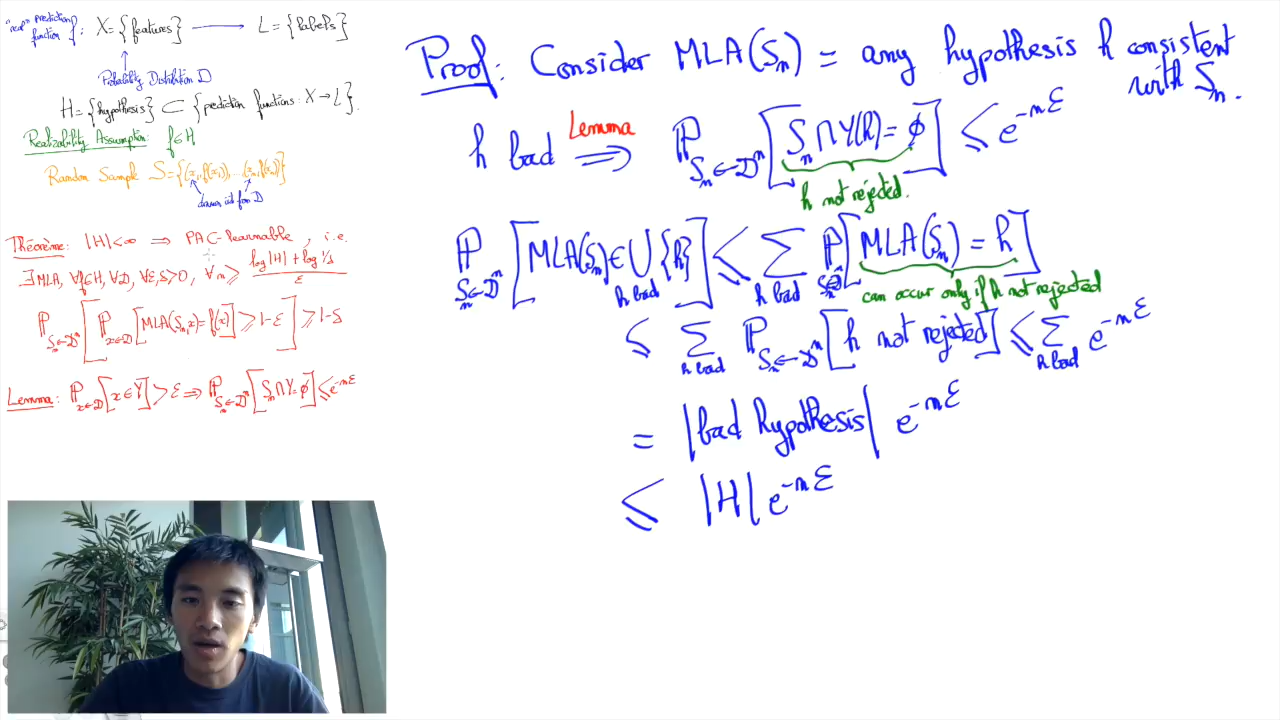 "real" prediction function f: X = {features} ⟶ L = {labels}
Probability Distribution D
H = {hypothesis} ⊂ {prediction functions: X → L}.
Realizability Assumption: f ∈ H
Random Sample S = {(x₁, f(x₁)), ...(xₙ, f(xₙ))}
drawn iid from D
Théorème: |H| < ∞ ⟹ PAC-learnable, i.e.
∃MLA, ∀f∈H, ∀D, ∀ε,δ>0, ∀n ⩾ (log|H| + log 1/δ)/ε
ℙ_{Sₙ←Dⁿ}[ℙ_{x←D}[MLA(Sₙ,x) = f(x)] ⩾ 1-ε] ⩾ 1-δ
Lemma: ℙ_{x←D}[x∈Y] > ε ⟹ ℙ_{Sₙ←Dⁿ}[Sₙ∩Y=ϕ] ⩽ e^{-nε}
Proof: Consider MLA(Sₙ) = any hypothesis h consistent
with Sₙ.
h bad ⟹ ℙ_{Sₙ←Dⁿ}[Sₙ∩Y(h) = ϕ] ⩽ e^{-nε}
Lemma
h not rejected.
ℙ_{Sₙ←Dⁿ}[MLA(Sₙ) ∈ ⋃_{h bad} {h}] ⩽ ∑_{h bad} ℙ_{Sₙ←Dⁿ}[MLA(Sₙ) = h]
can occur only if h not rejected
⩽ ∑_{h bad} ℙ_{Sₙ←Dⁿ}[h not rejected] ⩽ ∑_{h bad} e^{-nε}
= |bad hypothesis| e^{-nε}
⩽ |H| e^{-nε}